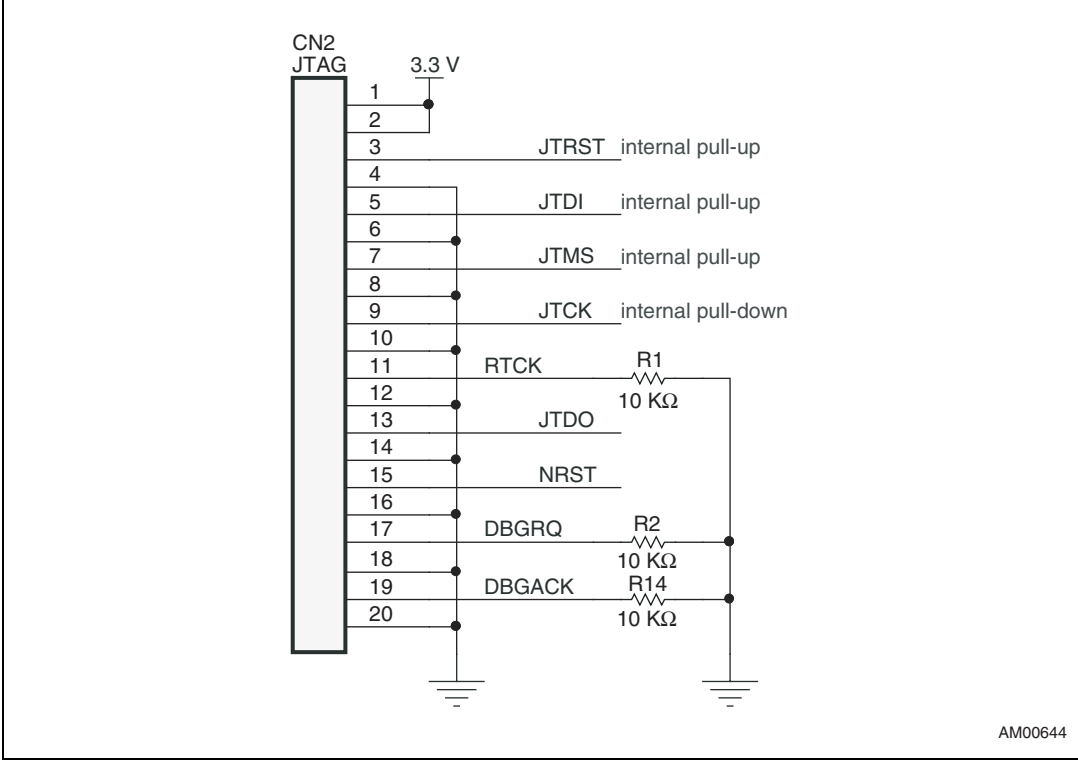 CN2
JTAG
3.3 V
1
2
3
JTRST internal pull-up
4
5
JTDI internal pull-up
6
7
JTMS internal pull-up
8
9
JTCK internal pull-down
10
11
RTCK
R1
10 KΩ
12
13
JTDO
14
15
NRST
16
17
DBGRQ
R2
10 KΩ
18
19
DBGACK
R14
10 KΩ
20
AM00644